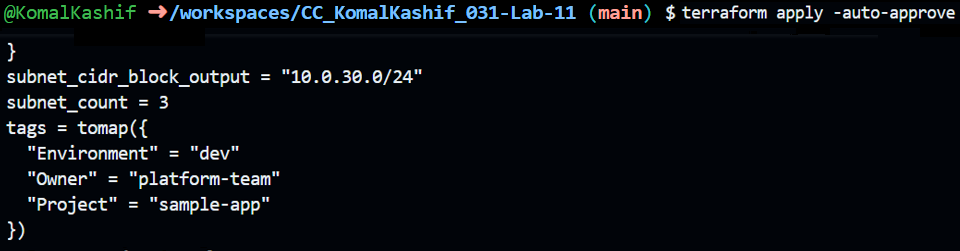 @KomalKashif ➜/workspaces/CC_KomalKashif_031-Lab-11 (main) $ terraform apply -auto-approve
}
subnet_cidr_block_output = "10.0.30.0/24"
subnet_count = 3
tags = tomap({
  "Environment" = "dev"
  "Owner" = "platform-team"
  "Project" = "sample-app"
})